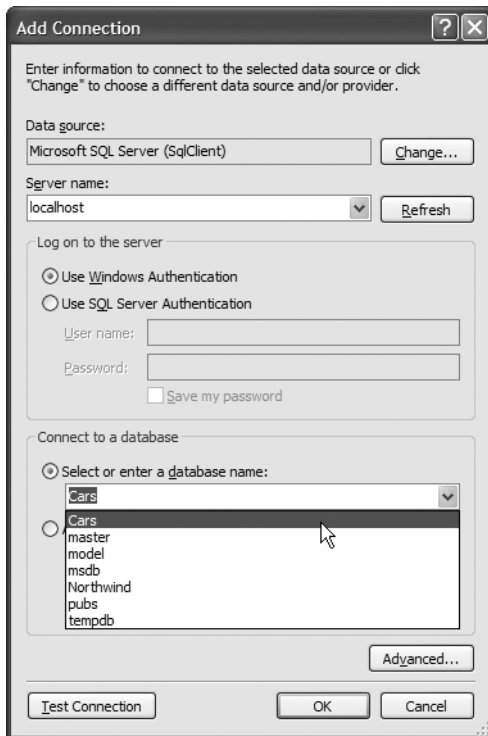 Add Connection
Enter information to connect to the selected data source or click
"Change" to choose a different data source and/or provider.
Data source:
Microsoft SQL Server (SqlClient)
Change...
Server name:
localhost
Refresh
Log on to the server
Use Windows Authentication
Use SQL Server Authentication
User name:
Password:
Save my password
Connect to a database
Select or enter a database name:
Cars
Cars
master
model
msdb
Northwind
pubs
tempdb
Advanced...
Test Connection
OK
Cancel